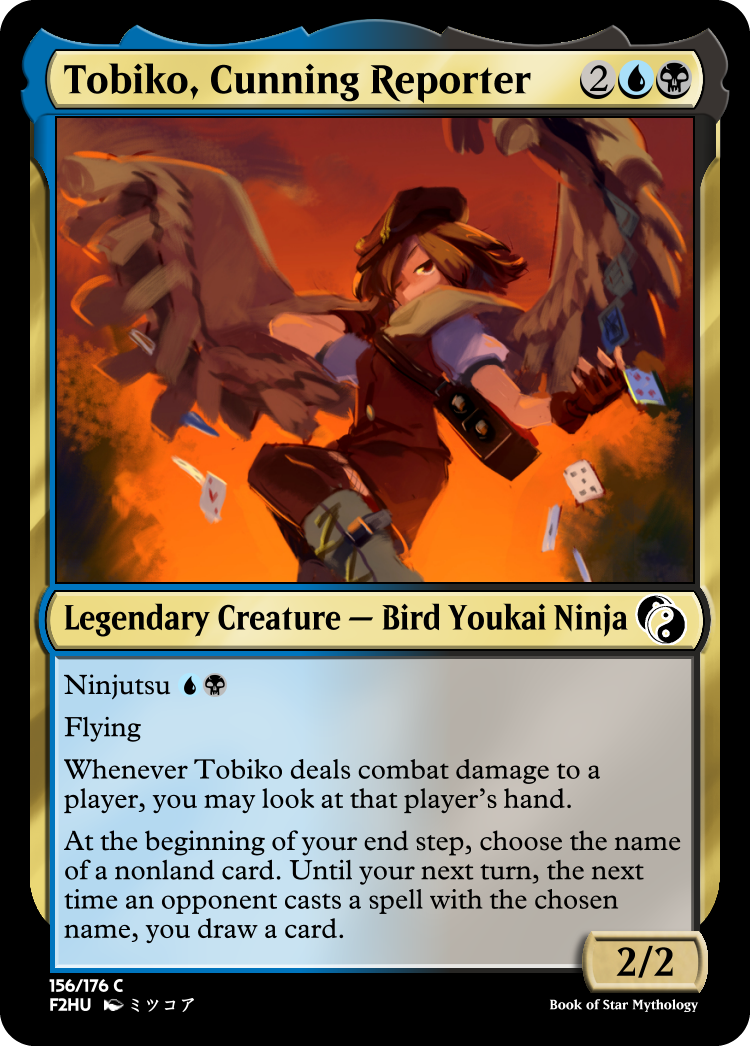 Tobiko, Cunning Reporter 2
Legendary Creature — Bird Youkai Ninja
Ninjutsu
Flying
Whenever Tobiko deals combat damage to a
player, you may look at that player's hand.
At the beginning of your end step, choose the name
of a nonland card. Until your next turn, the next
time an opponent casts a spell with the chosen
name, you draw a card.
2/2
156/176 C
F2HU ミツコア
Book of Star Mythology